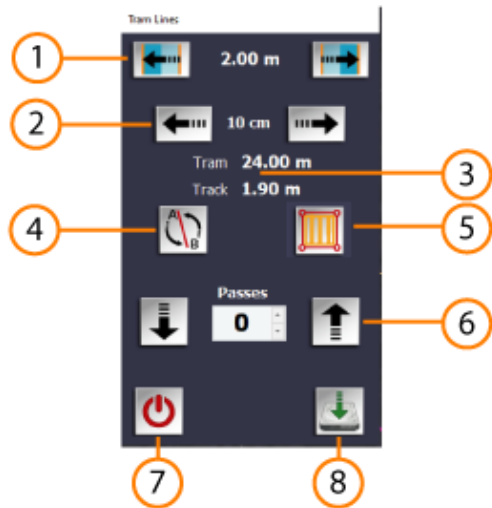 Tram Lines
1
2.00 m
2
10 cm
Tram 24.00 m
3
Track 1.90 m
4
A
B
5
Passes
0
6
7
8